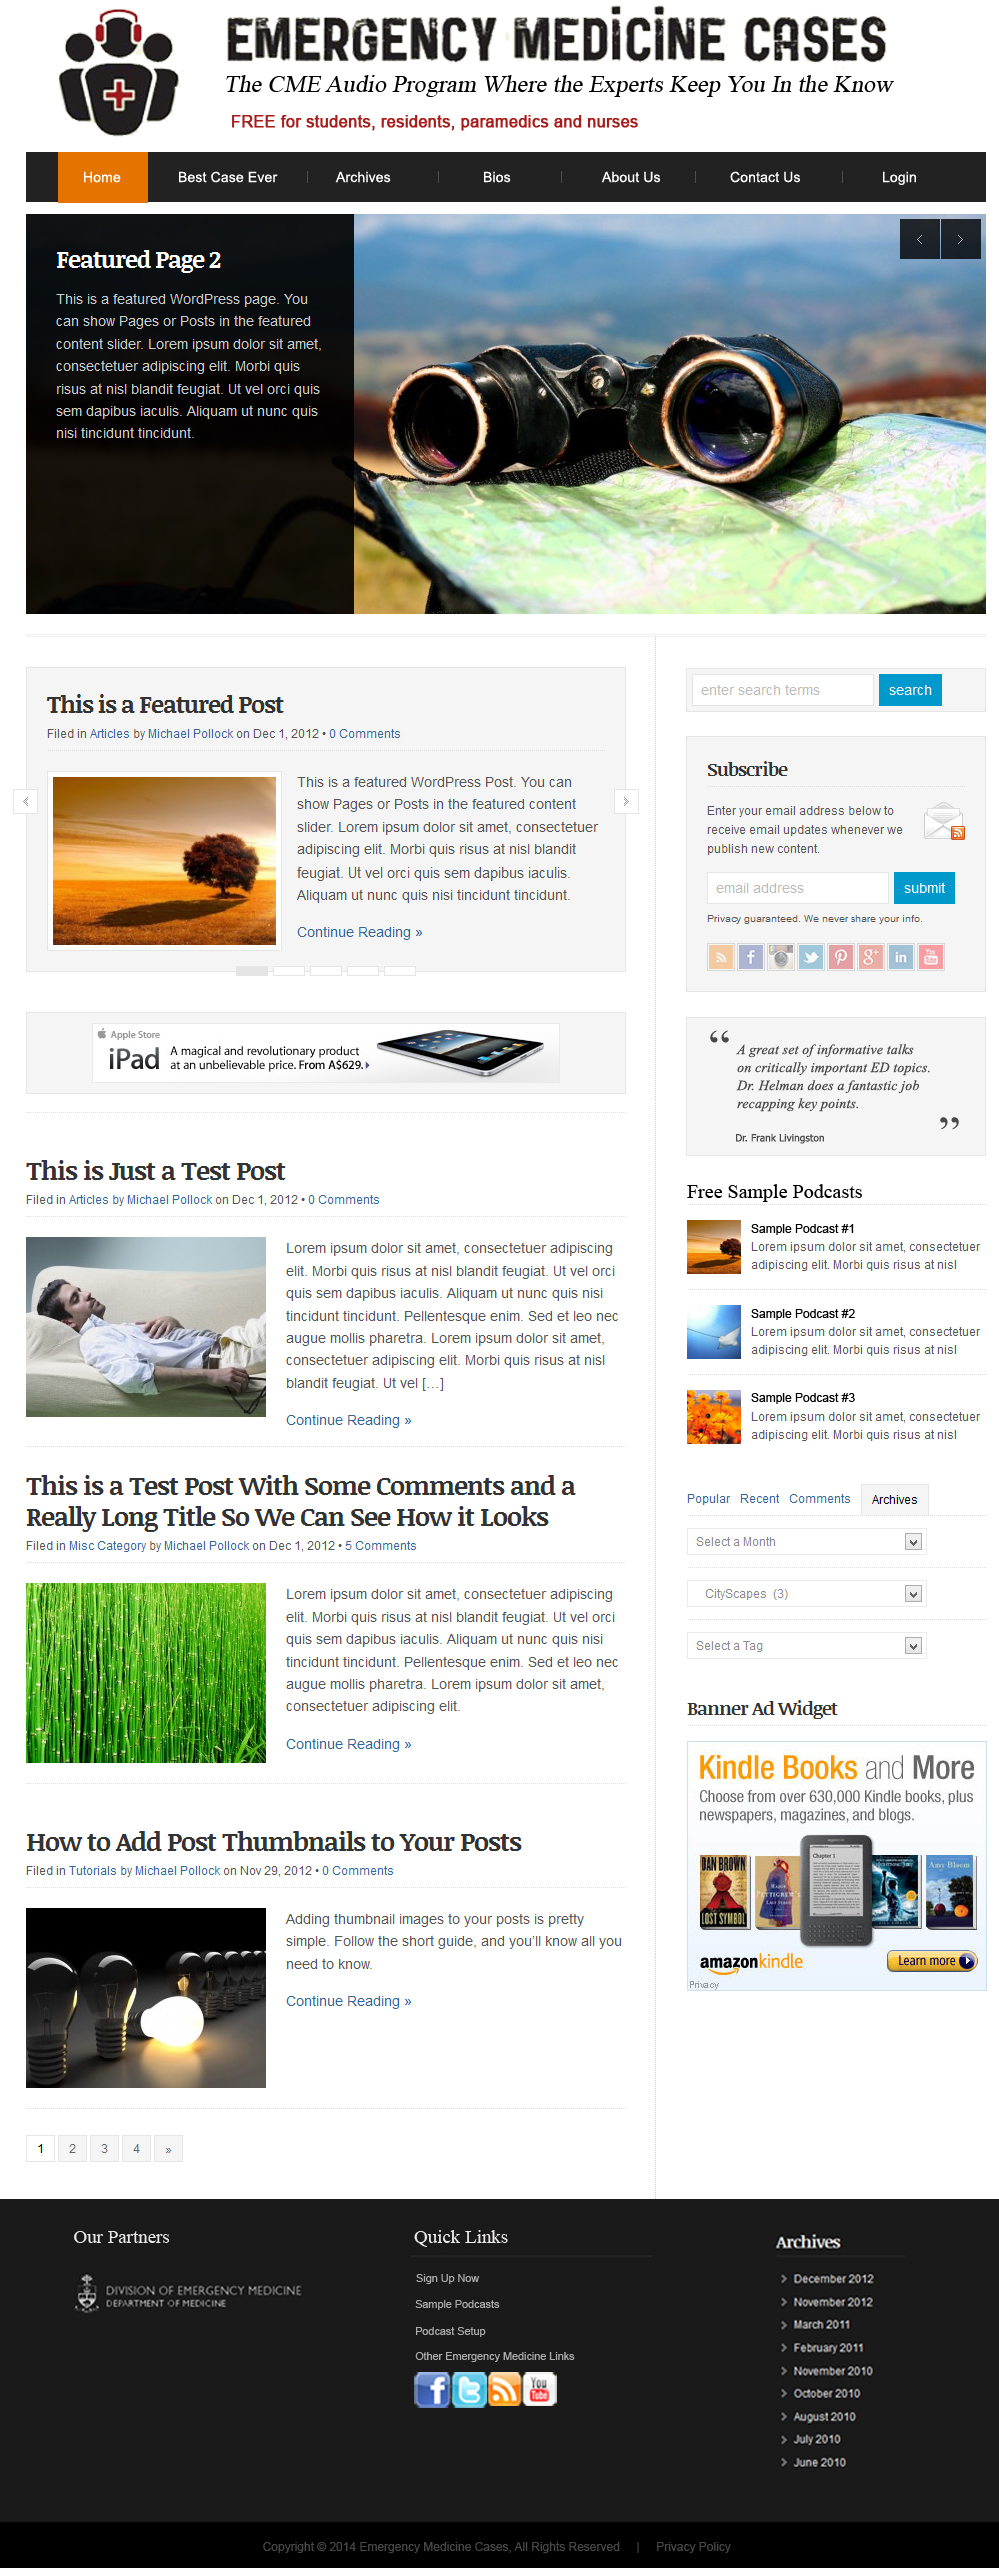 EMERGENCY MEDICINE CASES
The CME Audio Program Where the Experts Keep You In the Know
FREE for students, residents, paramedics and nurses
Home
Best Case Ever
Archives
Bios
About Us
Contact Us
Login
Featured Page 2
This is a featured WordPress page. You
can show Pages or Posts in the featured
content slider. Lorem ipsum dolor sit amet,
consectetuer adipiscing elit. Morbi quis
risus at nisl blandit feugiat. Ut vel orci quis
sem dapibus iaculis. Aliquam ut nunc quis
nisi tincidunt tincidunt.
This is a Featured Post
Filed in Articles by Michael Pollock on Dec 1, 2012 • 0 Comments
This is a featured WordPress Post. You can
show Pages or Posts in the featured content
slider. Lorem ipsum dolor sit amet, consectetuer
adipiscing elit. Morbi quis risus at nisl blandit
feugiat. Ut vel orci quis sem dapibus iaculis.
Aliquam ut nunc quis nisi tincidunt tincidunt.
Continue Reading »
Apple Store
iPad
A magical and revolutionary product
at an unbelievable price. From A$629.
This is Just a Test Post
Filed in Articles by Michael Pollock on Dec 1, 2012 • 0 Comments
Lorem ipsum dolor sit amet, consectetuer adipiscing
elit. Morbi quis risus at nisl blandit feugiat. Ut vel orci
quis sem dapibus iaculis. Aliquam ut nunc quis nisi
tincidunt tincidunt. Pellentesque enim. Sed et leo nec
augue mollis pharetra. Lorem ipsum dolor sit amet,
consectetuer adipiscing elit. Morbi quis risus at nisl
blandit feugiat. Ut vel […]
Continue Reading »
This is a Test Post With Some Comments and a
Really Long Title So We Can See How it Looks
Filed in Misc Category by Michael Pollock on Dec 1, 2012 • 5 Comments
Lorem ipsum dolor sit amet, consectetuer adipiscing
elit. Morbi quis risus at nisl blandit feugiat. Ut vel orci
quis sem dapibus iaculis. Aliquam ut nunc quis nisi
tincidunt tincidunt. Pellentesque enim. Sed et leo nec
augue mollis pharetra. Lorem ipsum dolor sit amet,
consectetuer adipiscing elit.
Continue Reading »
How to Add Post Thumbnails to Your Posts
Filed in Tutorials by Michael Pollock on Nov 29, 2012 • 0 Comments
Adding thumbnail images to your posts is pretty
simple. Follow the short guide, and you'll know all you
need to know.
Continue Reading »
1
2
3
4
»
enter search terms
search
Subscribe
Enter your email address below to
receive email updates whenever we
publish new content.
email address
submit
Privacy guaranteed. We never share your info.
“
A great set of informative talks
on critically important ED topics.
Dr. Helman does a fantastic job
recapping key points.
”
Dr. Frank Livingston
Free Sample Podcasts
Sample Podcast #1
Lorem ipsum dolor sit amet, consectetuer
adipiscing elit. Morbi quis risus at nisl
Sample Podcast #2
Lorem ipsum dolor sit amet, consectetuer
adipiscing elit. Morbi quis risus at nisl
Sample Podcast #3
Lorem ipsum dolor sit amet, consectetuer
adipiscing elit. Morbi quis risus at nisl
Popular
Recent
Comments
Archives
Select a Month
CityScapes (3)
Select a Tag
Banner Ad Widget
Kindle Books and More
Choose from over 630,000 Kindle books, plus
newspapers, magazines, and blogs.
DAN BROWN
LOST SYMBOL
PETTIGREW'S
Chapter 1
Amy Bloom
amazonkindle
Learn more
Privacy
Our Partners
DIVISION OF EMERGENCY MEDICINE
DEPARTMENT OF MEDICINE
Quick Links
Sign Up Now
Sample Podcasts
Podcast Setup
Other Emergency Medicine Links
You
Tube
Archives
December 2012
November 2012
March 2011
February 2011
November 2010
October 2010
August 2010
July 2010
June 2010
Copyright © 2014 Emergency Medicine Cases, All Rights Reserved | Privacy Policy